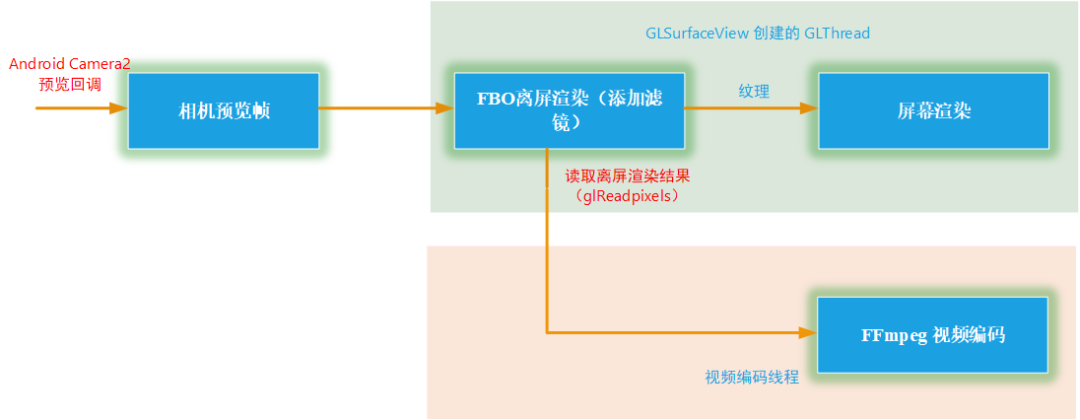 GLSurfaceView 创建的 GLThread
Android Camera2
预览回调
相机预览帧
FBO离屏渲染（添加滤
镜）
纹理
屏幕渲染
读取离屏渲染结果
（glReadpixels）
FFmpeg 视频编码
视频编码线程